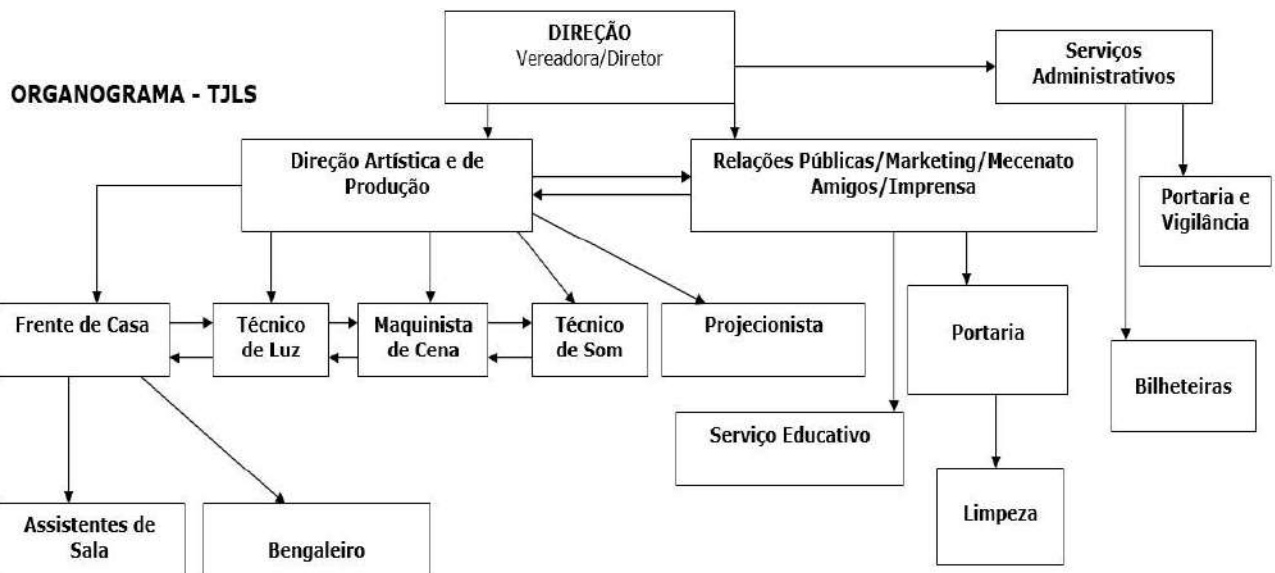 DIREÇÃO
Vereadora/Diretor
Serviços
Administrativos
ORGANOGRAMA - TJLS
Direção Artística e de
Produção
Relações Públicas/Marketing/Mecenato
Amigos/Imprensa
Portaria e
Vigilância
Frente de Casa
Técnico
de Luz
Maquinista
de Cena
Técnico
de Som
Projecionista
Portaria
Bilheteiras
Serviço Educativo
Limpeza
Assistentes de
Sala
Bengaleiro